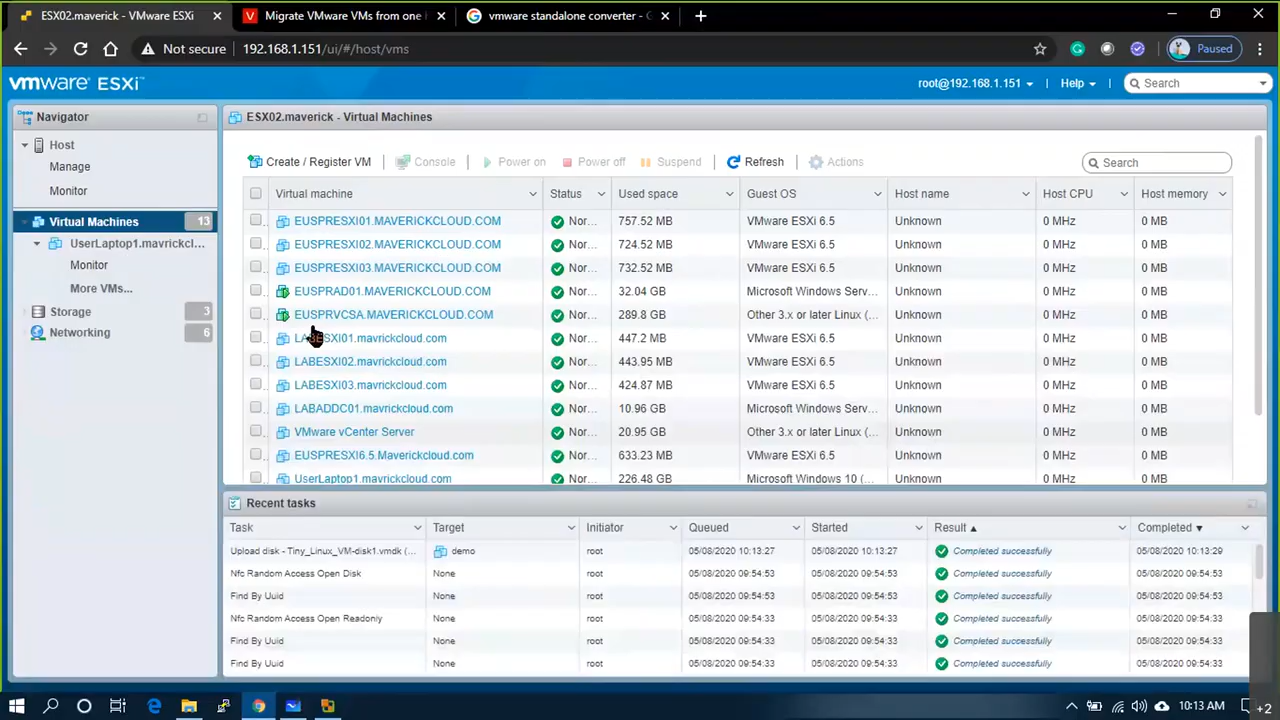 ESX02.maverick - VMware ESXi
Migrate VMware VMs from one
vmware standalone converter - G
Not secure
192.168.1.151/ui/#/host/vms
Paused
vmware ESXi
root@192.168.1.151
Help
Search
Navigator
Host
Manage
Monitor
Virtual Machines 13
UserLaptop1.mavrickcl...
Monitor
More VMs...
Storage 3
Networking 6
ESX02.maverick - Virtual Machines
Create / Register VM Console Power on Power off Suspend Refresh Actions Search
Virtual machine Status Used space Guest OS Host name Host CPU Host memory
EUSPRESXI01.MAVERICKCLOUD.COM Nor... 757.52 MB VMware ESXi 6.5 Unknown 0 MHz 0 MB
EUSPRESXI02.MAVERICKCLOUD.COM Nor... 724.52 MB VMware ESXi 6.5 Unknown 0 MHz 0 MB
EUSPRESXI03.MAVERICKCLOUD.COM Nor... 732.52 MB VMware ESXi 6.5 Unknown 0 MHz 0 MB
EUSPRAD01.MAVERICKCLOUD.COM Nor... 32.04 GB Microsoft Windows Serv... Unknown 0 MHz 0 MB
EUSPRVCSA.MAVERICKCLOUD.COM Nor... 289.8 GB Other 3.x or later Linux (... Unknown 0 MHz 0 MB
LABESXI01.mavrickcloud.com Nor... 447.2 MB VMware ESXi 6.5 Unknown 0 MHz 0 MB
LABESXI02.mavrickcloud.com Nor... 443.95 MB VMware ESXi 6.5 Unknown 0 MHz 0 MB
LABESXI03.mavrickcloud.com Nor... 424.87 MB VMware ESXi 6.5 Unknown 0 MHz 0 MB
LABADDC01.mavrickcloud.com Nor... 10.96 GB Microsoft Windows Serv... Unknown 0 MHz 0 MB
VMware vCenter Server Nor... 20.95 GB Other 3.x or later Linux (... Unknown 0 MHz 0 MB
EUSPRESXI6.5.Maverickcloud.com Nor... 633.23 MB VMware ESXi 6.5 Unknown 0 MHz 0 MB
UserLaptop1.mavrickcloud.com Nor... 226.48 GB Microsoft Windows 10 (... Unknown 0 MHz 0 MB
Recent tasks
Task Target Initiator Queued Started Result Completed
Upload disk - Tiny_Linux_VM-disk1.vmdk (... demo root 05/08/2020 10:13:27 05/08/2020 10:13:27 Completed successfully 05/08/2020 10:13:29
Nfc Random Access Open Disk None root 05/08/2020 09:54:53 05/08/2020 09:54:53 Completed successfully 05/08/2020 09:54:53
Find By Uuid None root 05/08/2020 09:54:53 05/08/2020 09:54:53 Completed successfully 05/08/2020 09:54:53
Nfc Random Access Open Readonly None root 05/08/2020 09:54:33 05/08/2020 09:54:33 Completed successfully 05/08/2020 09:54:33
Find By Uuid None root 05/08/2020 09:54:33 05/08/2020 09:54:33 Completed successfully 05/08/2020 09:54:33
Find By Uuid None root 05/08/2020 09:54:33 05/08/2020 09:54:33 Completed successfully 05/08/2020 09:54:33
10:13 AM
+2